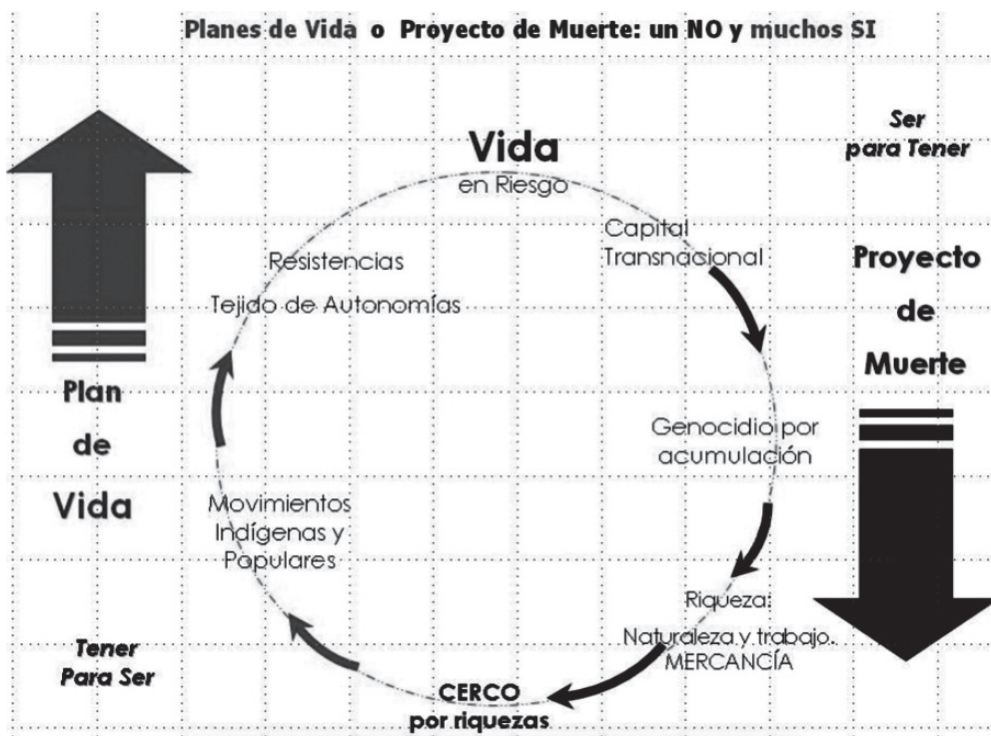 Planes de Vida o Proyecto de Muerte: un NO y muchos SI
Ser
para Tener
Vida
en Riesgo
Capital
Transnacional
Proyecto
de
Muerte
Resistencias
Tejido de Autonomías
Plan
de
Vida
Genocidio por
acumulación
Movimientos
Indígenas y
Populares
Riqueza:
Naturaleza y trabajo.
MERCANCÍA
Tener
Para Ser
CERCO
por riquezas